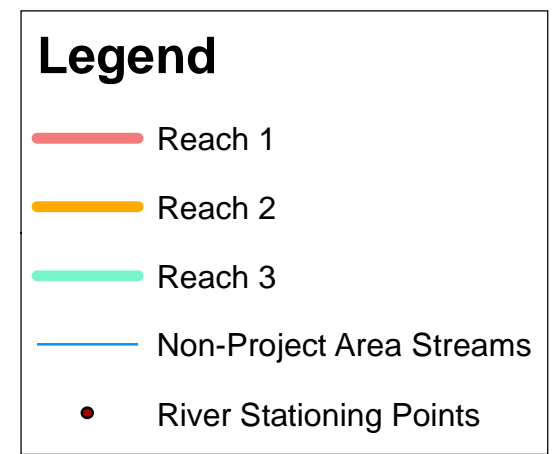 Legend
Reach 1
Reach 2
Reach 3
Non-Project Area Streams
River Stationing Points